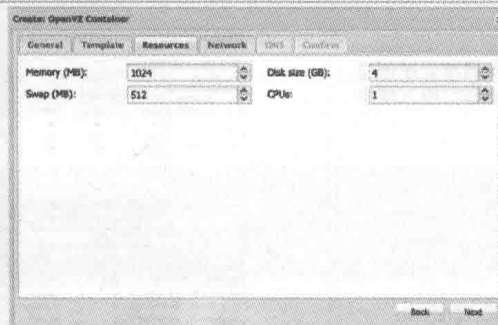 Create: OpenVZ Container
General Template Resources Network DNS Confirm
Memory (MB): 1024 Disk size (GB): 4
Swap (MB): 512 CPUs: 1
Back Next